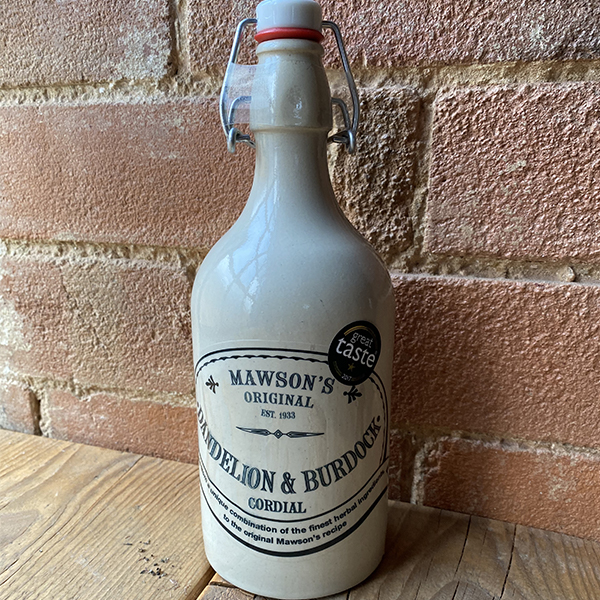 great
taste
MAWSON'S
ORIGINAL
EST. 1933
DANDELION & BURDOCK
CORDIAL
unique combination of the finest herbal ingredients
to the original Mawson's recipe